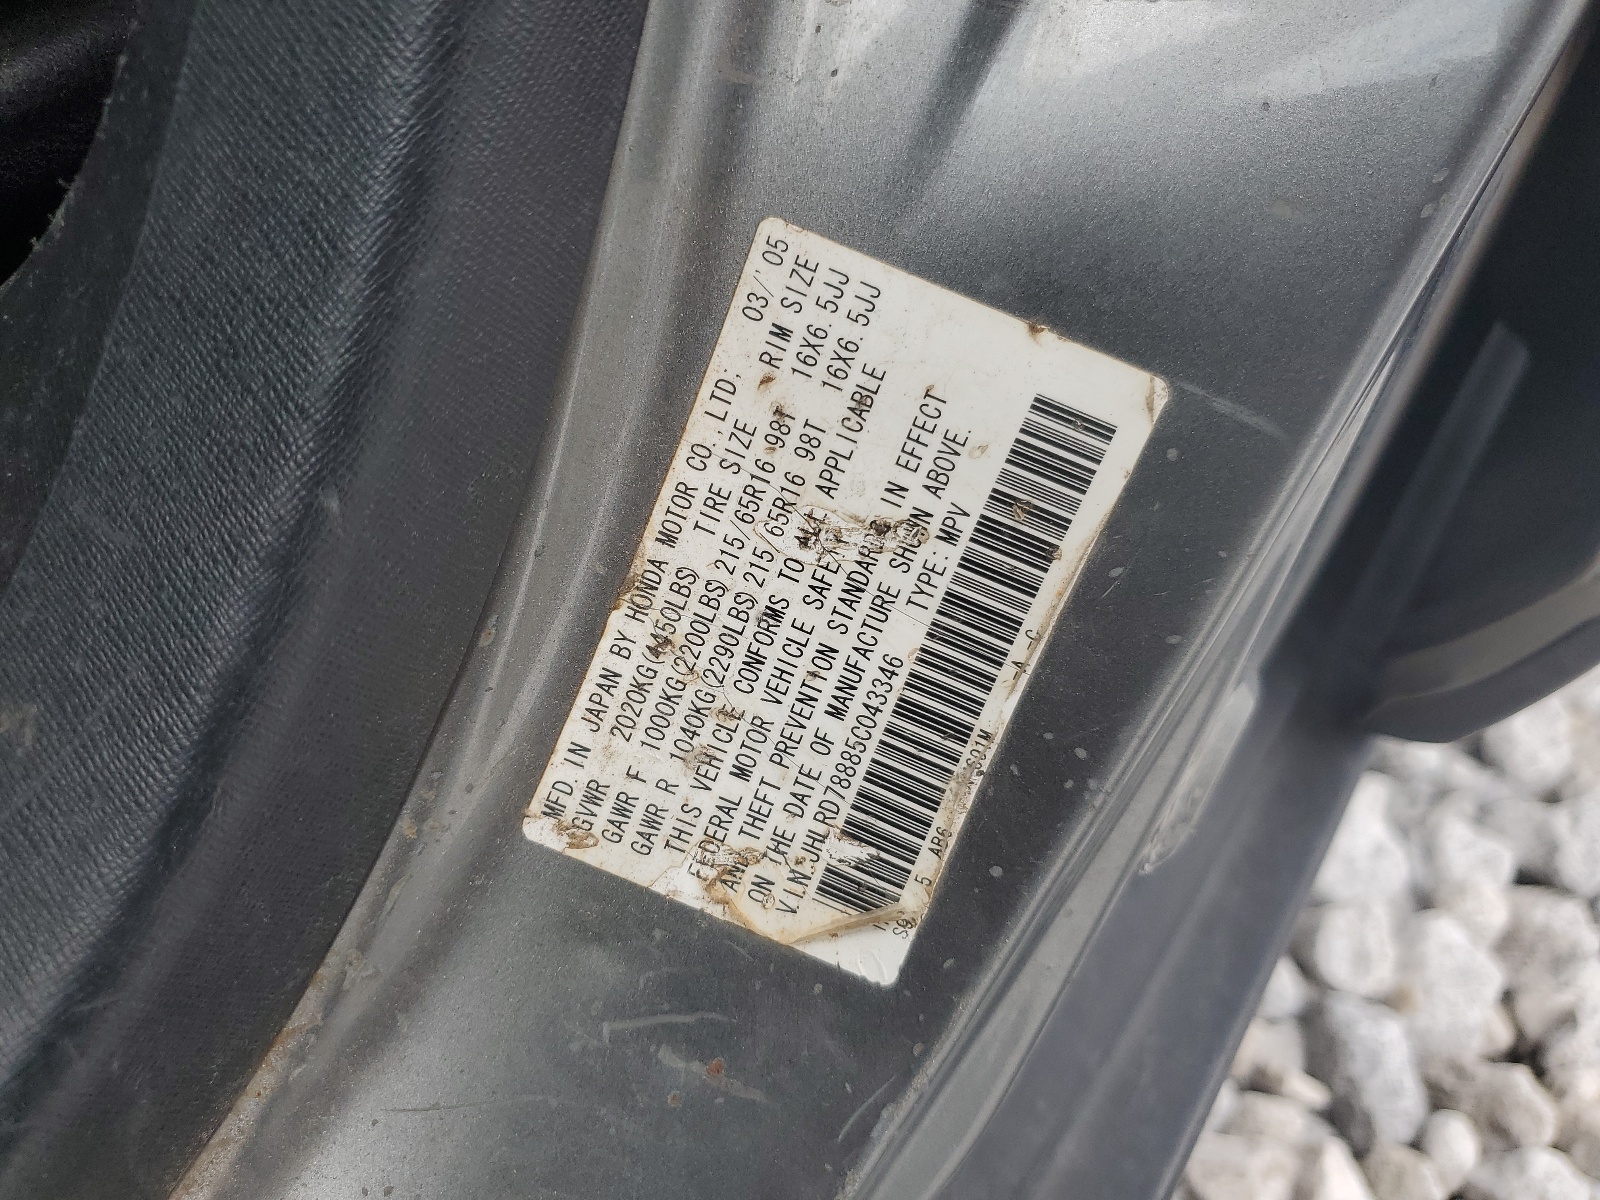 MFD. IN JAPAN BY HONDA MOTOR CO., LTD. 03/'05
GVWR 2020KG(4450LBS) TIRE SIZE RIM SIZE
GAWR F 1000KG(2200LBS) 215/65R16 98T 16X6.5JJ
GAWR R 1040KG(2290LBS) 215/65R16 98T 16X6.5JJ
THIS VEHICLE CONFORMS TO ALL APPLICABLE
FEDERAL MOTOR VEHICLE SAFETY
AND THEFT PREVENTION STANDARDS IN EFFECT
ON THE DATE OF MANUFACTURE SHOWN ABOVE.
V.I.N. JHLRD78885C043346 TYPE: MPV
-A -C